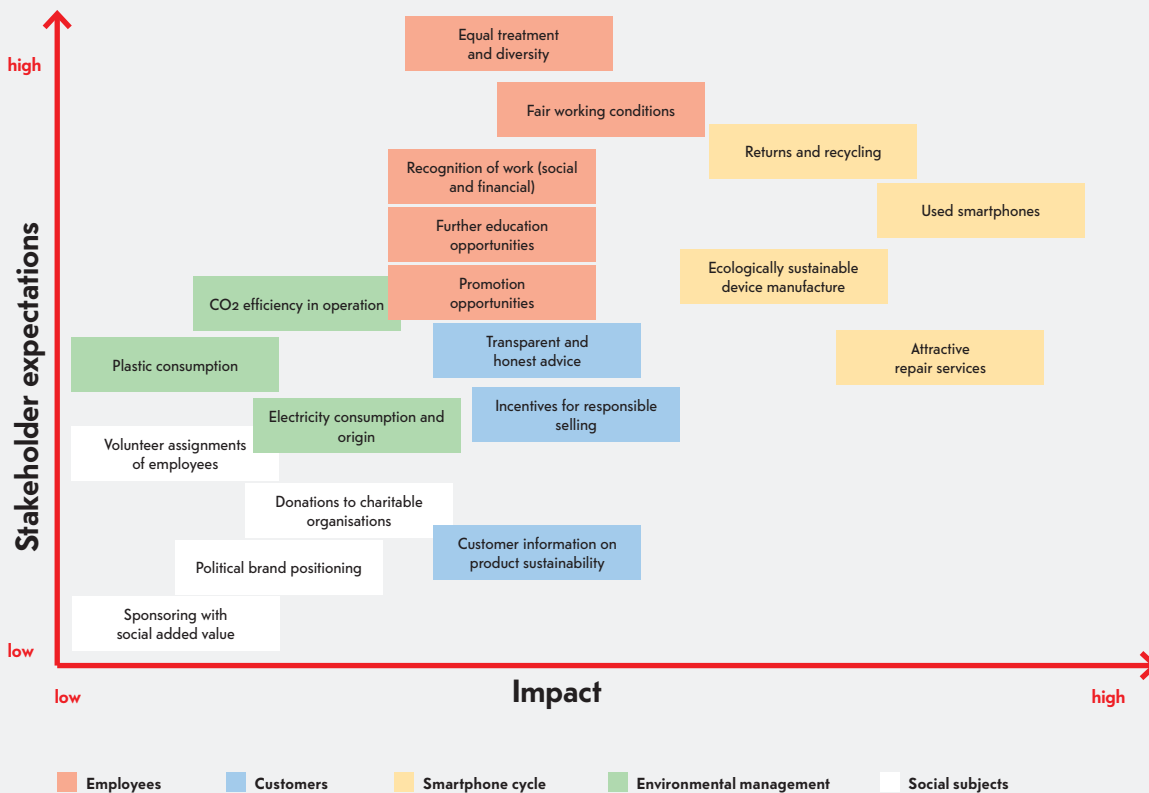 Equal treatment
and diversity
high
Fair working conditions
Returns and recycling
Recognition of work (social
and financial)
Used smartphones
Further education
opportunities
Ecologically sustainable
device manufacture
Promotion
opportunities
CO2 efficiency in operation
Transparent and
honest advice
Attractive
repair services
Plastic consumption
Incentives for responsible
selling
Electricity consumption and
origin
Volunteer assignments
of employees
Donations to charitable
organisations
Customer information on
product sustainability
Political brand positioning
Sponsoring with
social added value
Stakeholder expectations
low
low
Impact
high
Employees
Customers
Smartphone cycle
Environmental management
Social subjects